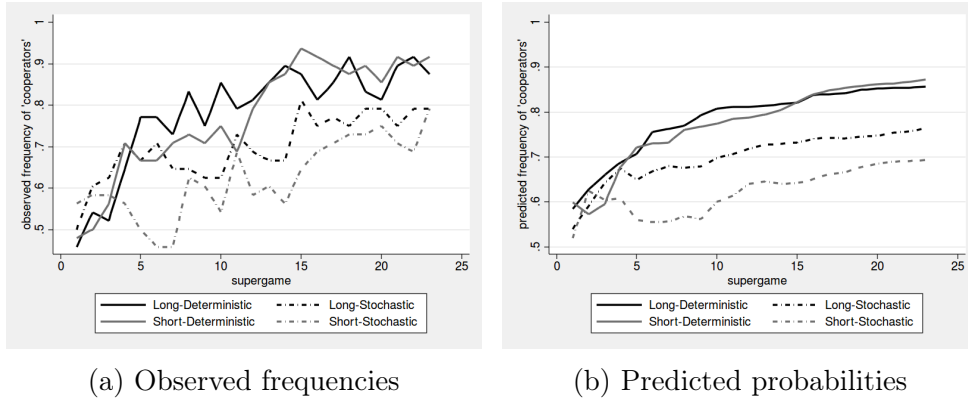 observed frequency of 'cooperators'
1
.9
.8
.7
.6
.5
0 5 10 15 20 25
supergame
Long-Deterministic Long-Stochastic
Short-Deterministic Short-Stochastic
(a) Observed frequencies
predicted frequency of 'cooperators'
1
.9
.8
.7
.6
.5
0 5 10 15 20 25
supergame
Long-Deterministic Long-Stochastic
Short-Deterministic Short-Stochastic
(b) Predicted probabilities